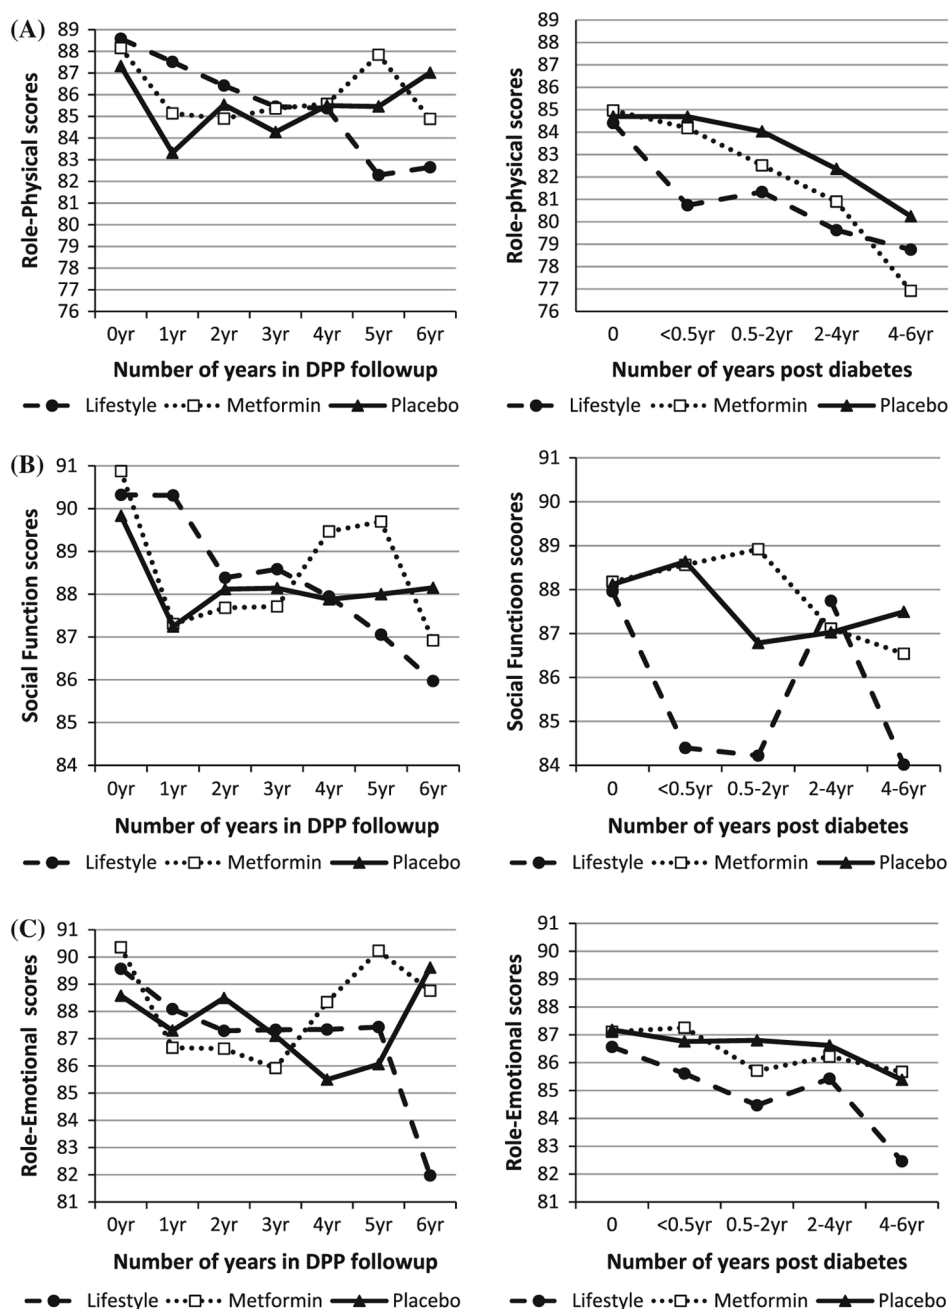 (A)
Role-Physical scores
89
88
87
86
85
84
83
82
81
80
79
78
77
76
0yr 1yr 2yr 3yr 4yr 5yr 6yr
Number of years in DPP followup
Lifestyle Metformin Placebo
Role-physical scores
89
88
87
86
85
84
83
82
81
80
79
78
77
76
0 <0.5yr 0.5-2yr 2-4yr 4-6yr
Number of years post diabetes
Lifestyle Metformin Placebo
(B)
Social Function scores
91
90
89
88
87
86
85
84
0yr 1yr 2yr 3yr 4yr 5yr 6yr
Number of years in DPP followup
Lifestyle Metformin Placebo
Social Function scoores
91
90
89
88
87
86
85
84
0 <0.5yr 0.5-2yr 2-4yr 4-6yr
Number of years post diabetes
Lifestyle Metformin Placebo
(C)
Role-Emotional scores
91
90
89
88
87
86
85
84
83
82
81
0yr 1yr 2yr 3yr 4yr 5yr 6yr
Number of years in DPP followup
Lifestyle Metformin Placebo
Role-Emotional scores
91
90
89
88
87
86
85
84
83
82
81
0 <0.5yr 0.5-2yr 2-4yr 4-6yr
Number of years post diabetes
Lifestyle Metformin Placebo